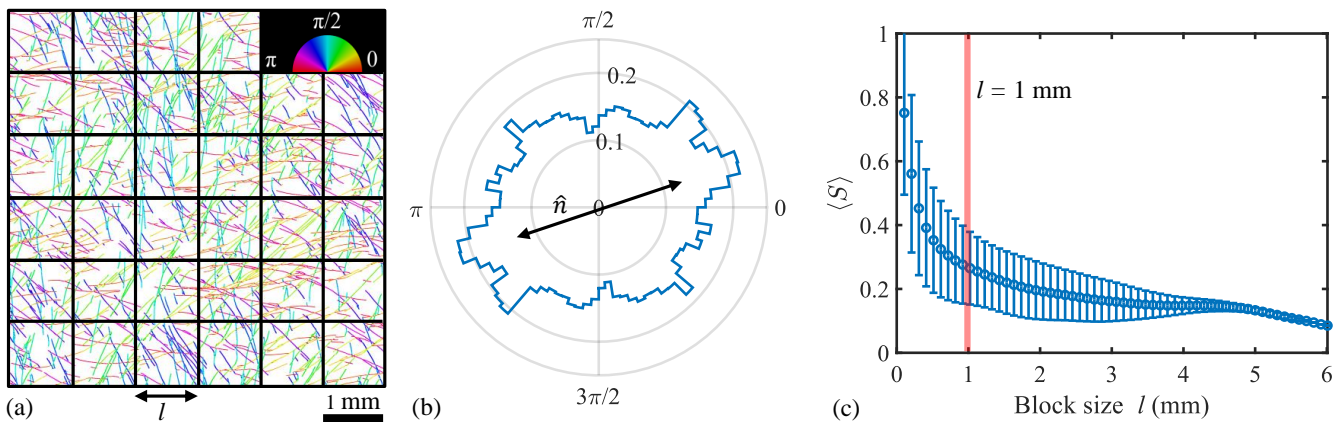 π/2
π
0
(a)
l
1 mm
π/2
0.2
0.1
n̂
0
π
0
3π/2
(b)
1
0.8
0.6
0.4
0.2
0
⟨S⟩
l = 1 mm
0 1 2 3 4 5 6
Block size l (mm)
(c)